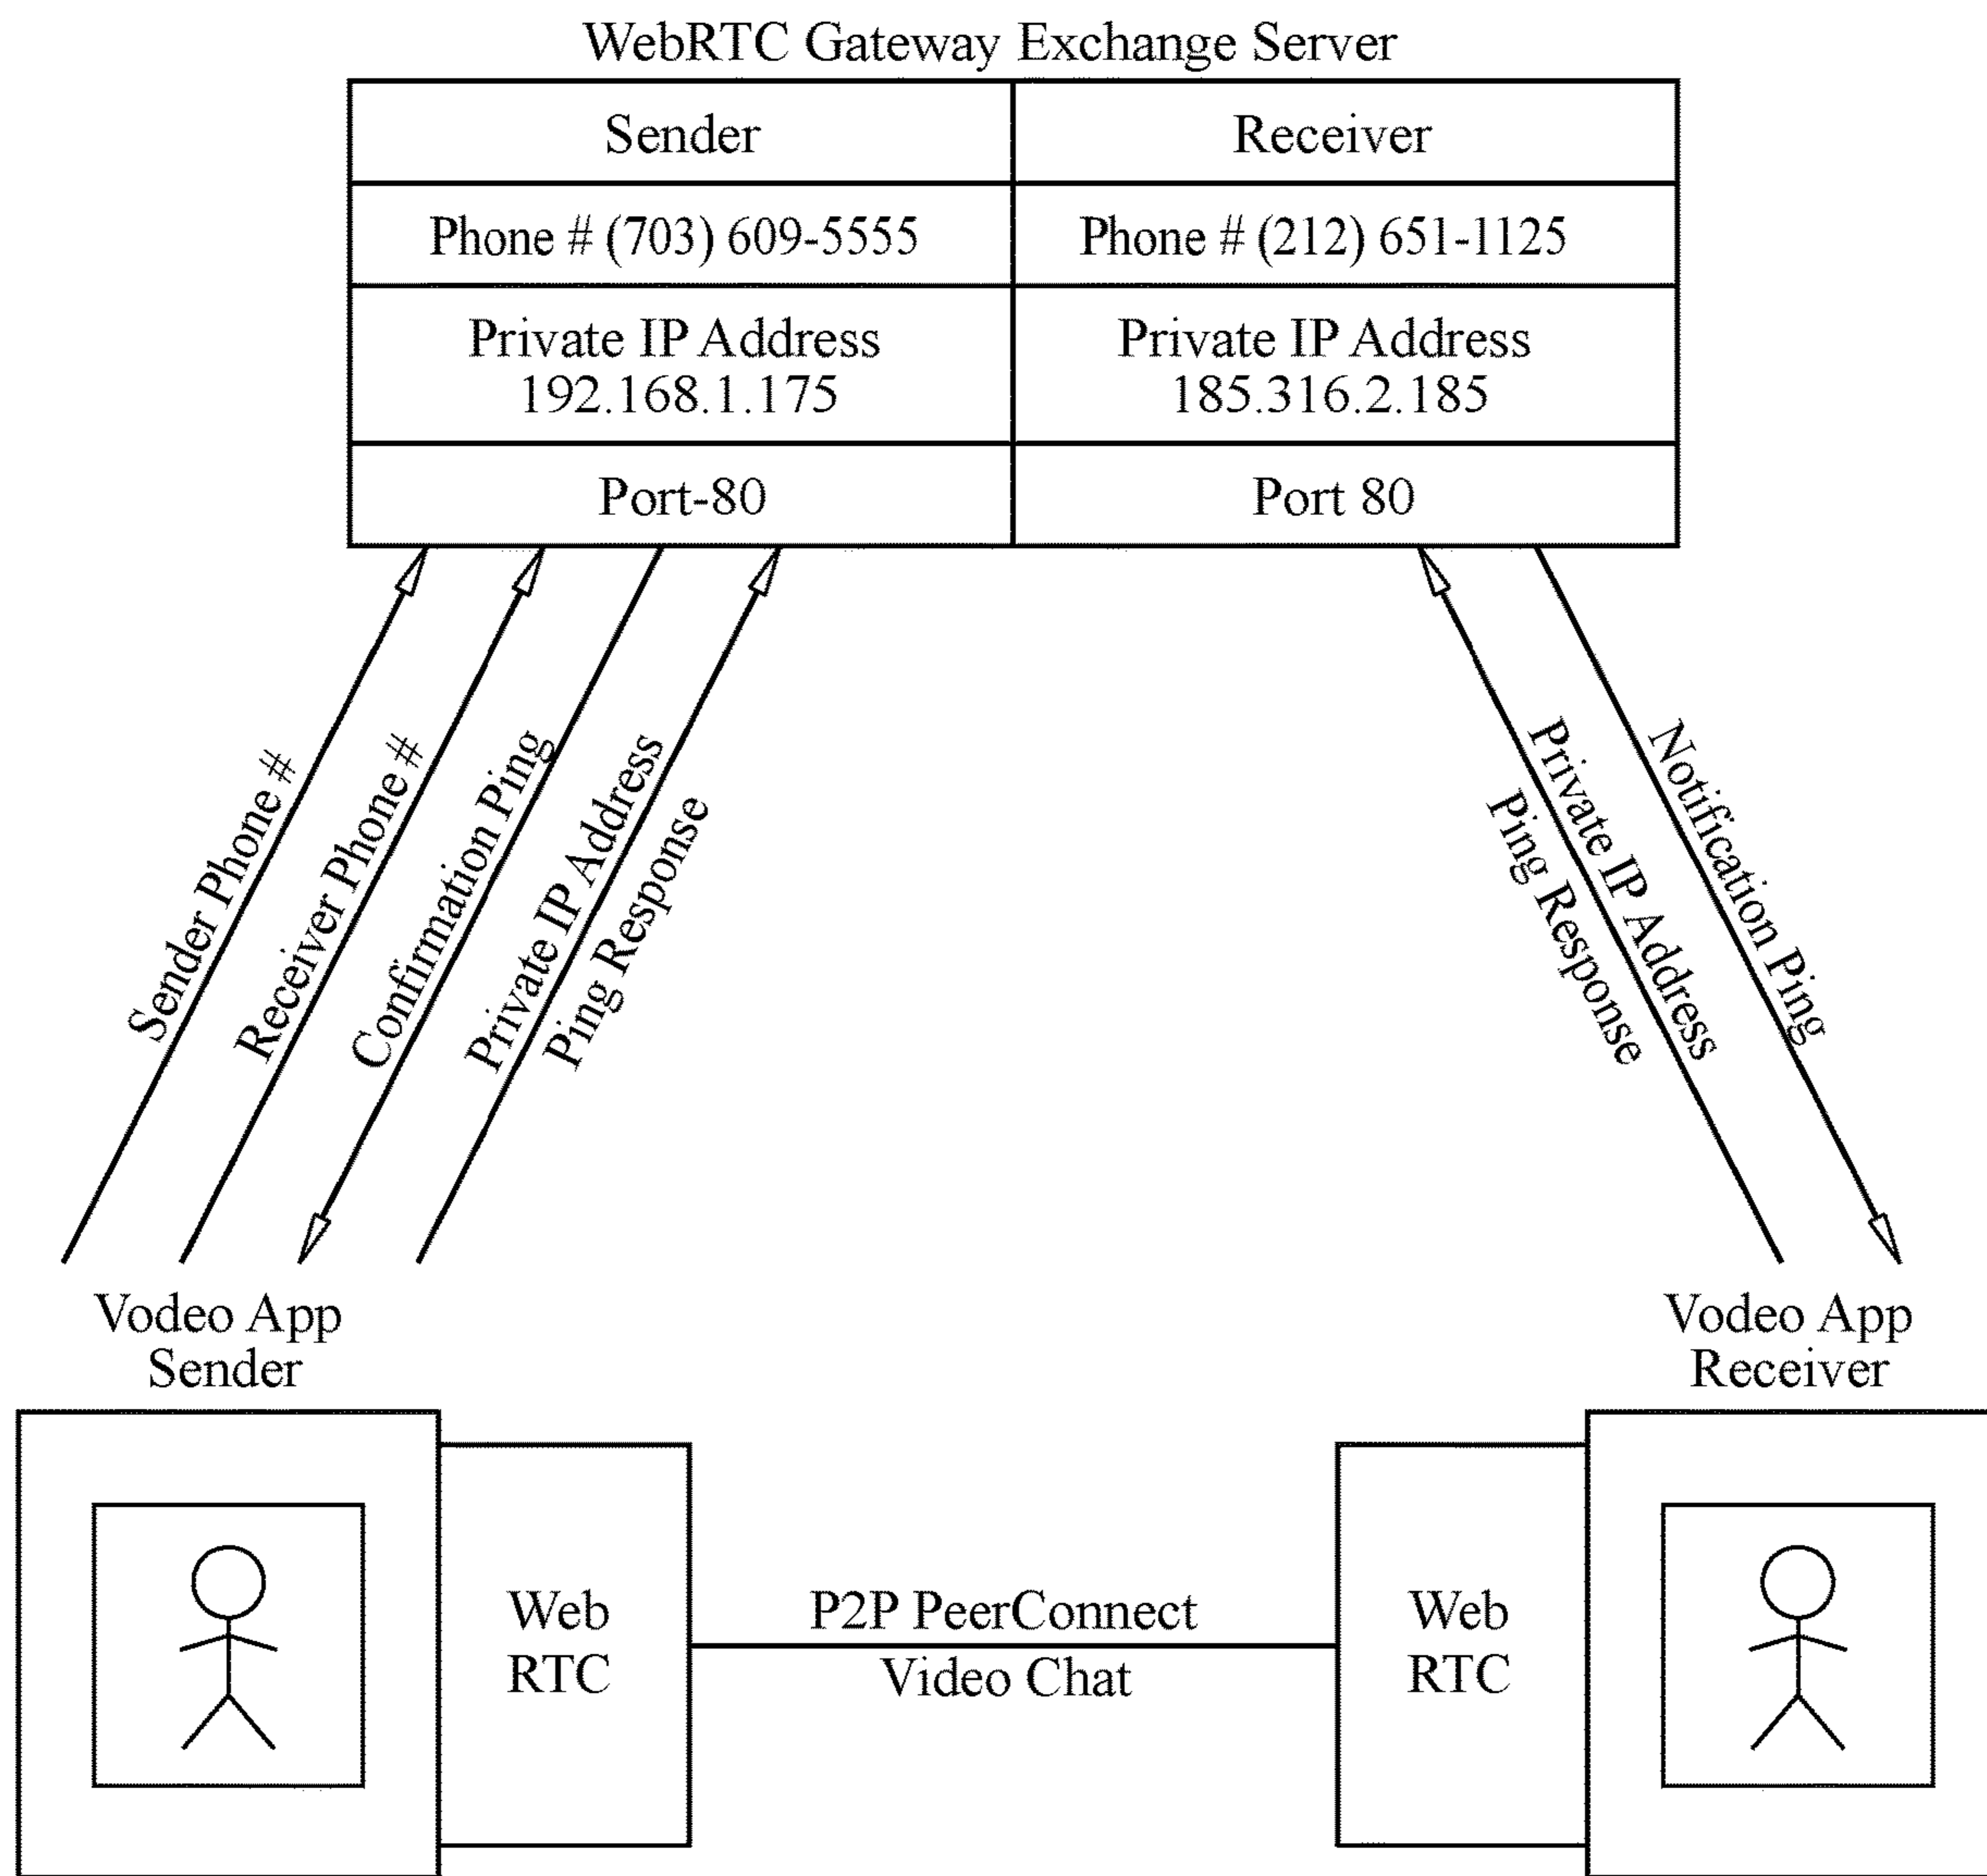 WebRTC Gateway Exchange Server
Sender
Receiver
Phone # (703) 609-5555
Phone # (212) 651-1125
Private IP Address
192.168.1.175
Private IP Address
185.316.2.185
Port-80
Port 80
Sender Phone #
Receiver Phone #
Confirmation Ping
Private IP Address
Ping Response
Private IP Address
Ping Response
Notification Ping
Vodeo App
Sender
Vodeo App
Receiver
Web
RTC
P2P PeerConnect
Video Chat
Web
RTC